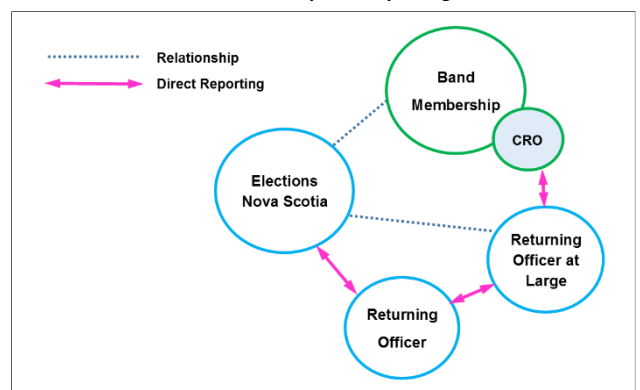 Relationship
Direct Reporting
Band
Membership
CRO
Elections
Nova Scotia
Returning
Officer at
Large
Returning
Officer